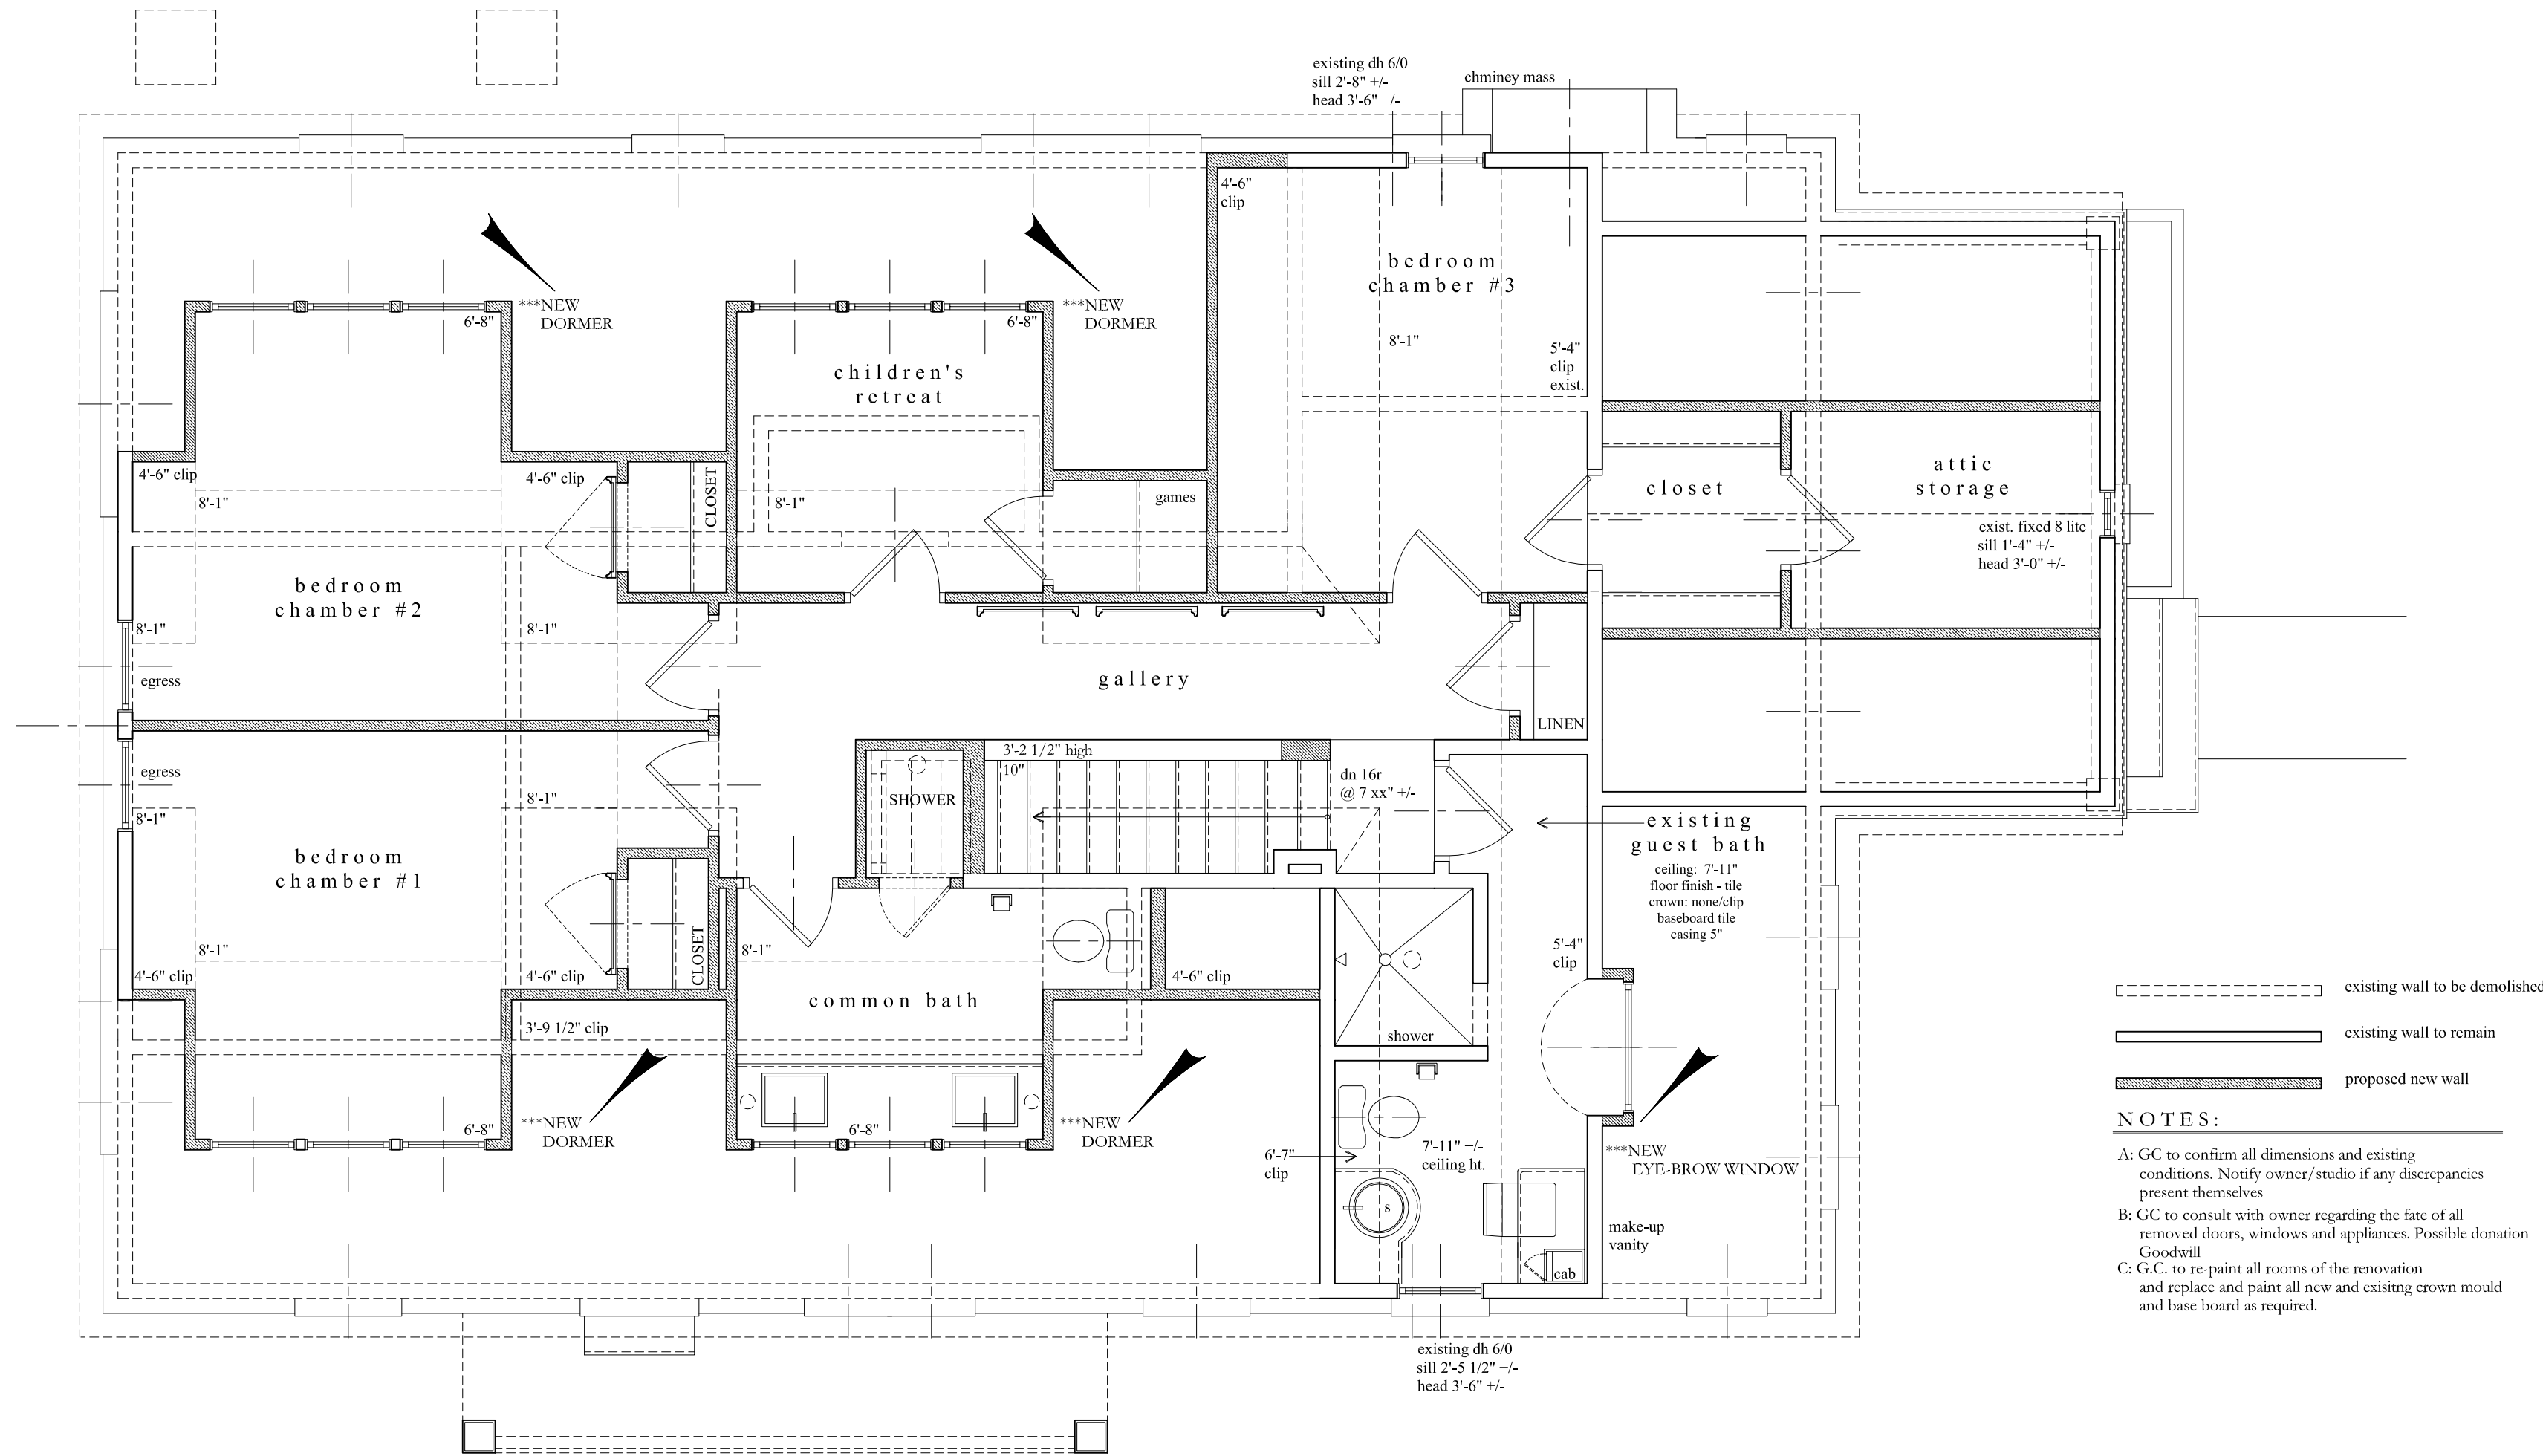 existing dh 6/0
sill 2'-8" +/-
head 3'-6" +/-
chminey mass
4'-6"
clip
bedroom
chamber #3
8'-1"
5'-4"
clip
exist.
***NEW
DORMER
***NEW
DORMER
6'-8"
6'-8"
children's
retreat
4'-6" clip
8'-1"
4'-6" clip
CLOSET
8'-1"
games
closet
attic
storage
exist. fixed 8 lite
sill 1'-4" +/-
head 3'-0" +/-
bedroom
chamber #2
8'-1"
8'-1"
egress
gallery
LINEN
egress
3'-2 1/2" high
10"
dn 16r
@ 7 xx" +/-
SHOWER
8'-1"
8'-1"
existing
guest bath
ceiling: 7'-11"
floor finish - tile
crown: none/clip
baseboard tile
casing 5"
bedroom
chamber #1
8'-1"
4'-6" clip
4'-6" clip
CLOSET
8'-1"
common bath
4'-6" clip
5'-4"
clip
shower
3'-9 1/2" clip
***NEW
DORMER
***NEW
DORMER
6'-8"
6'-8"
6'-7"
clip
7'-11" +/-
ceiling ht.
s
cab
***NEW
EYE-BROW WINDOW
make-up
vanity
existing dh 6/0
sill 2'-5 1/2" +/-
head 3'-6" +/-
existing wall to be demolished
existing wall to remain
proposed new wall
NOTES:
A: GC to confirm all dimensions and existing
conditions. Notify owner/studio if any discrepancies
present themselves
B: GC to consult with owner regarding the fate of all
removed doors, windows and appliances. Possible donation
Goodwill
C: G.C. to re-paint all rooms of the renovation
and replace and paint all new and exisitng crown mould
and base board as required.